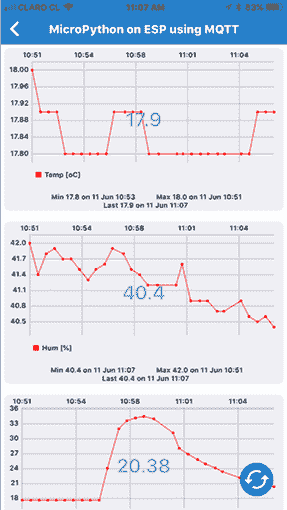 CLARO CL 11:07 AM 53%
MicroPython on ESP using MQTT
10:51 10:54 10:58 11:01 11:04
18.00
17.96
17.92
17.88
17.84
17.80
17.9
Temp [oC]
Min 17.8 on 11 Jun 10:53 Max 18.0 on 11 Jun 10:51
Last 17.9 on 11 Jun 11:07
10:51 10:54 10:58 11:01 11:04
42.0
41.7
41.4
41.1
40.8
40.5
40.4
Hum [%]
Min 40.4 on 11 Jun 11:07 Max 42.0 on 11 Jun 10:51
Last 40.4 on 11 Jun 11:07
10:51 10:54 10:58 11:01 11:04
36
33
30
27
24
21
18
20.38